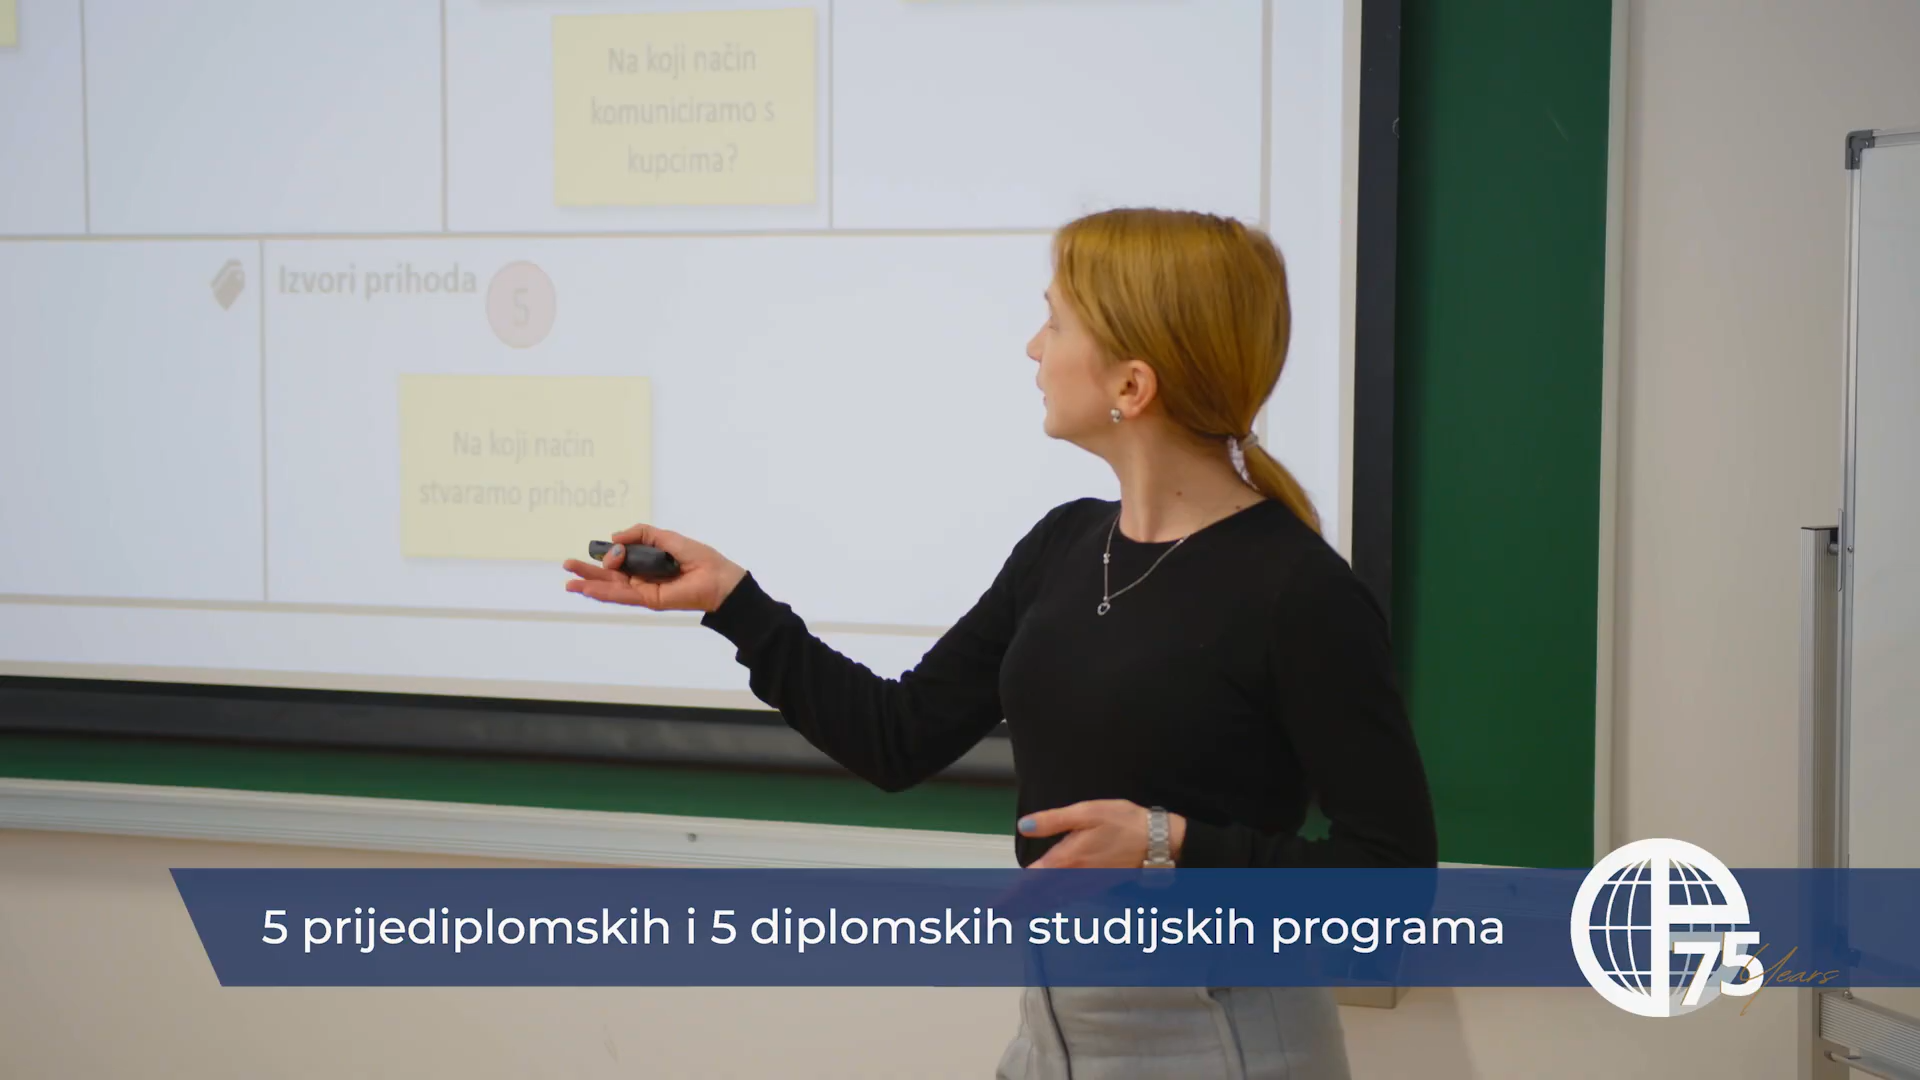 Na koji način
komuniciramo s
kupcima?
Izvori prihoda
5
Na koji način
stvaramo prihode?
5 prijediplomskih i 5 diplomskih studijskih programa
75
Years